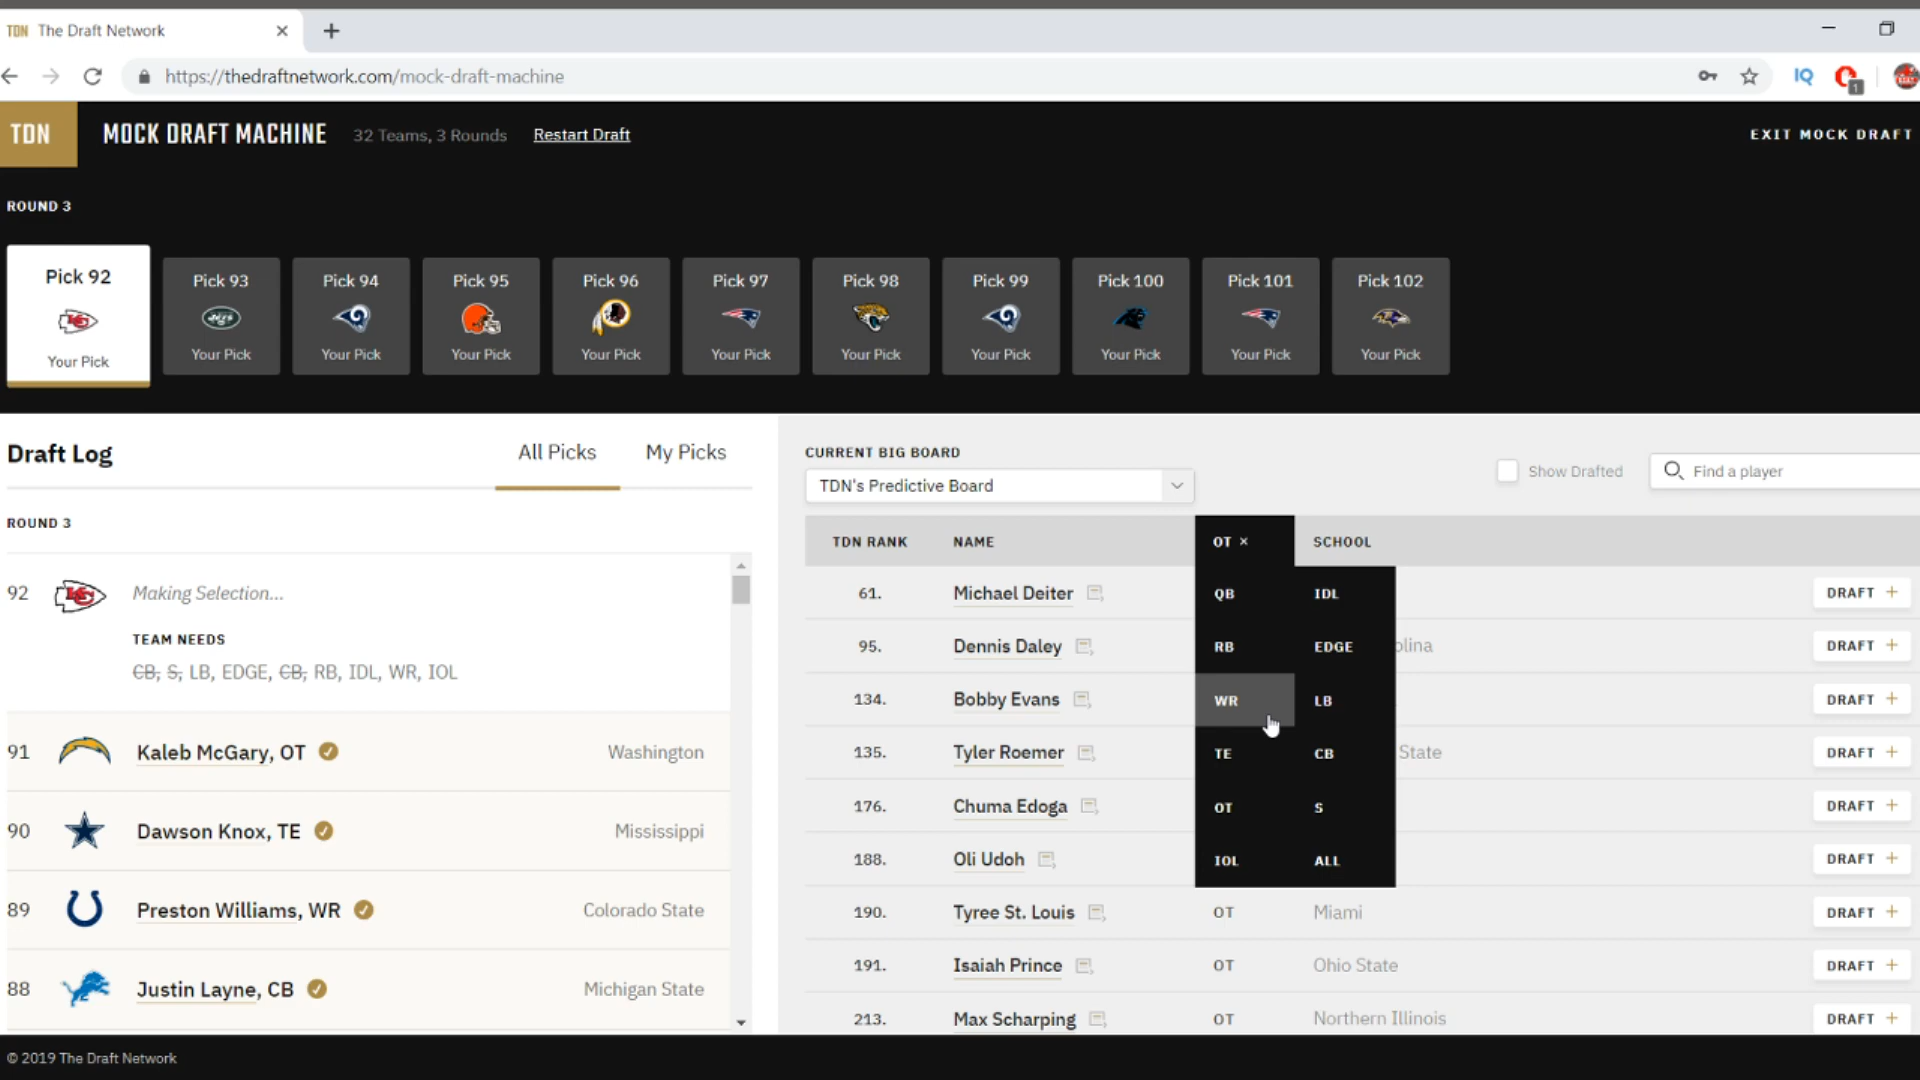 TDN The Draft Network
https://thedraftnetwork.com/mock-draft-machine
IQ
1
TDN MOCK DRAFT MACHINE 32 Teams, 3 Rounds Restart Draft EXIT MOCK DRAFT
ROUND 3
Pick 92 Pick 93 Pick 94 Pick 95 Pick 96 Pick 97 Pick 98 Pick 99 Pick 100 Pick 101 Pick 102
JETS
Your Pick Your Pick Your Pick Your Pick Your Pick Your Pick Your Pick Your Pick Your Pick Your Pick Your Pick
Draft Log All Picks My Picks
ROUND 3
92 KC Making Selection...
TEAM NEEDS
CB, S, LB, EDGE, CB, RB, IDL, WR, IOL
91 Kaleb McGary, OT Washington
90 Dawson Knox, TE Mississippi
89 Preston Williams, WR Colorado State
88 Justin Layne, CB Michigan State
CURRENT BIG BOARD
TDN's Predictive Board
Show Drafted
Find a player
TDN RANK NAME OT × SCHOOL
61. Michael Deiter QB IDL DRAFT +
95. Dennis Daley RB EDGE olina DRAFT +
134. Bobby Evans WR LB DRAFT +
135. Tyler Roemer TE CB State DRAFT +
176. Chuma Edoga OT S DRAFT +
188. Oli Udoh IOL ALL DRAFT +
190. Tyree St. Louis OT Miami DRAFT +
191. Isaiah Prince OT Ohio State DRAFT +
213. Max Scharping OT Northern Illinois DRAFT +
© 2019 The Draft Network